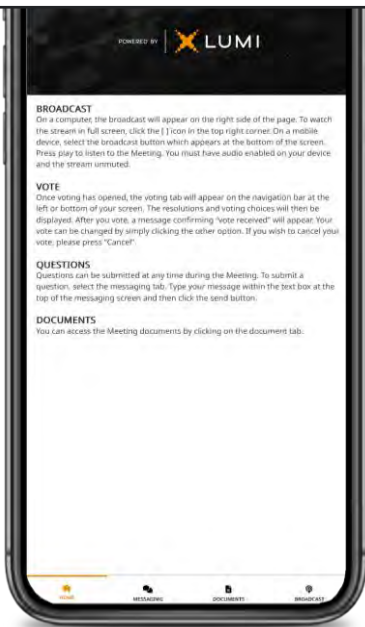 POWERED BY LUMI
BROADCAST
On a computer, the broadcast will appear on the right side of the page. To watch
the stream in full screen, click the [ ] icon in the top right corner. On a mobile
device, select the broadcast button which appears at the bottom of the screen.
Press play to listen to the Meeting. You must have audio enabled on your device
and the stream unmuted.
VOTE
Once voting has opened, the voting tab will appear on the navigation bar at the
left or bottom of your screen. The resolutions and voting choices will then be
displayed. After you vote, a message confirming "vote received" will appear. Your
vote can be changed by simply clicking the other option. If you wish to cancel your
vote, please press "Cancel".
QUESTIONS
Questions can be submitted at any time during the Meeting. To submit a
question, select the messaging tab. Type your message within the text box at the
top of the messaging screen and then click the send button.
DOCUMENTS
You can access the Meeting documents by clicking on the document tab.
HOME MESSAGING DOCUMENTS BROADCAST